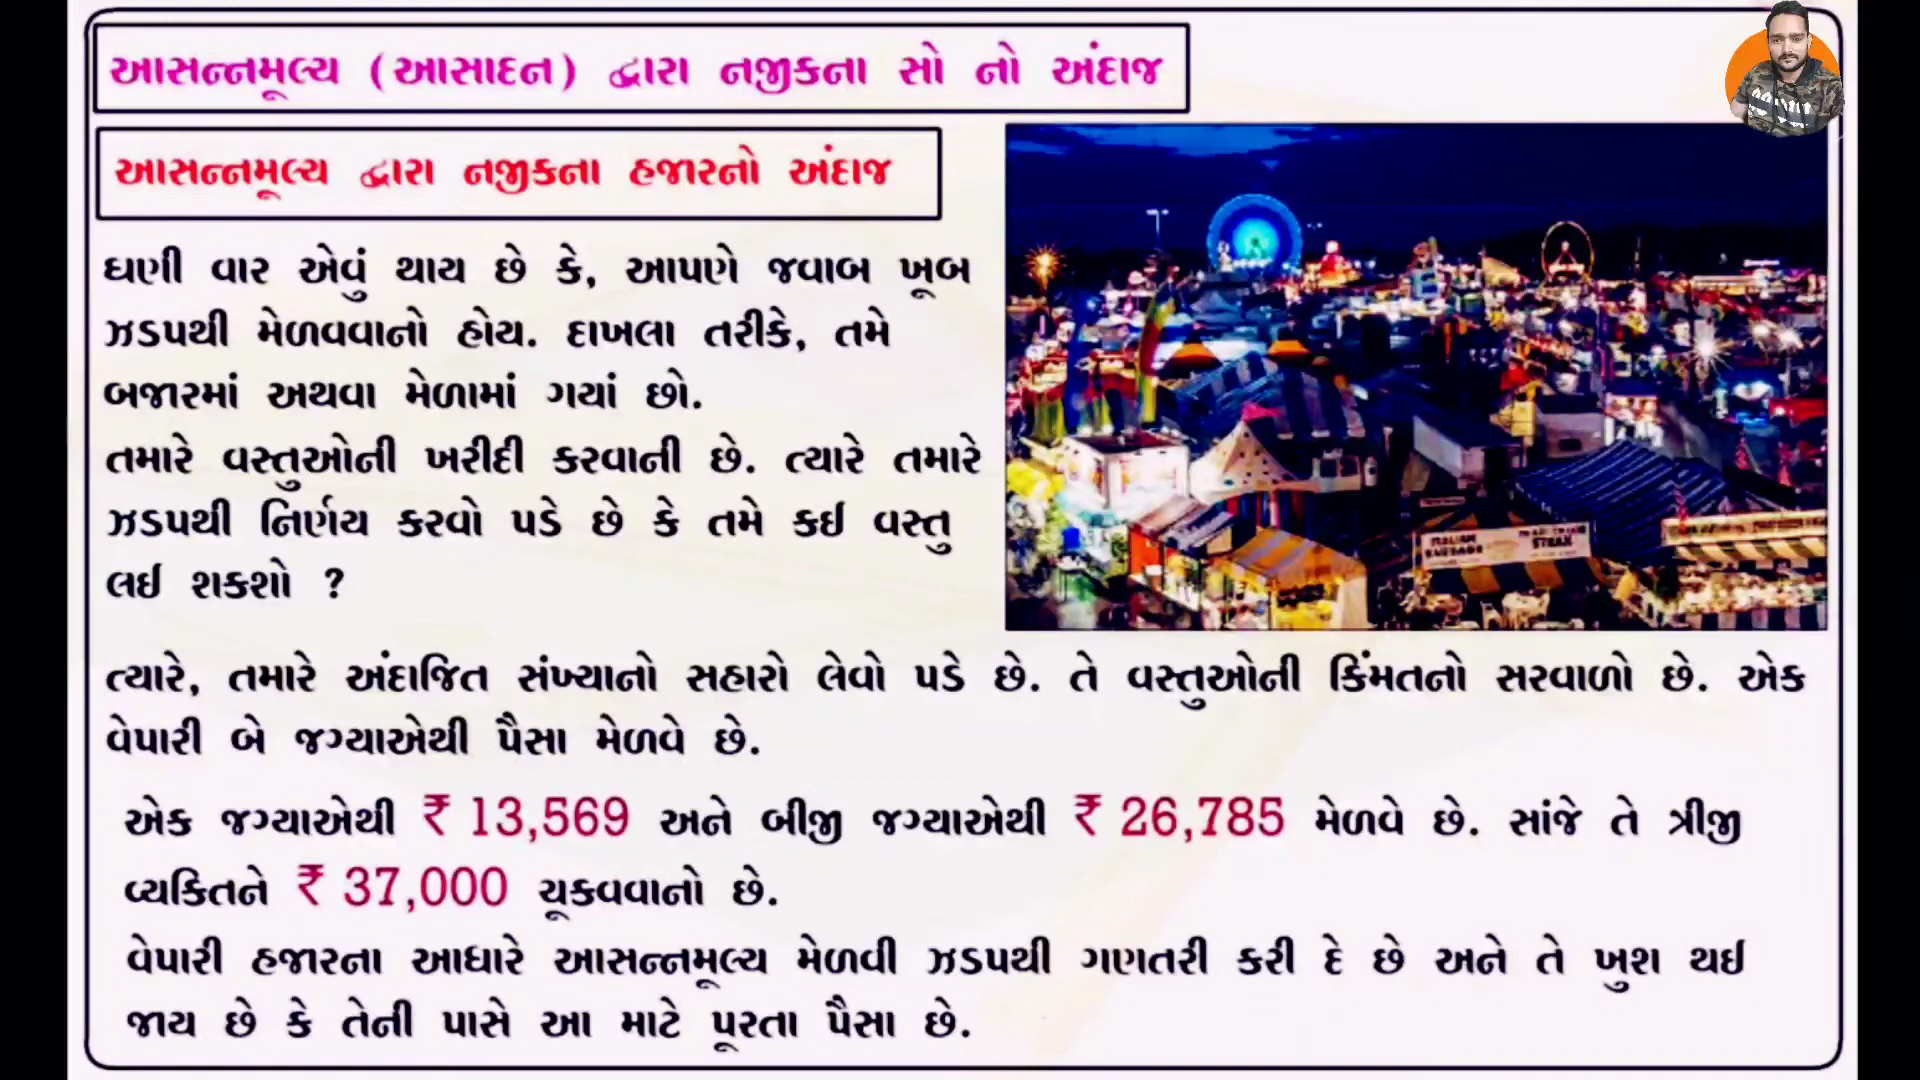 આસન્નમૂલ્ય (આસાદન) દ્વારા નજીકના સો નો અંદાજ
આસન્નમૂલ્ય દ્વારા નજીકના હજારનો અંદાજ
ઘણી વાર એવું થાય છે કે, આપણે જવાબ ખૂબ
ઝડપથી મેળવવાનો હોય. દાખલા તરીકે, તમે
બજારમાં અથવા મેળામાં ગયાં છો.
તમારે વસ્તુઓની ખરીદી કરવાની છે. ત્યારે તમારે
ઝડપથી નિર્ણય કરવો પડે છે કે તમે કઈ વસ્તુ
લઈ શકશો ?
ત્યારે, તમારે અંદાજિત સંખ્યાનો સહારો લેવો પડે છે. તે વસ્તુઓની કિંમતનો સરવાળો છે. એક
વેપારી બે જગ્યાએથી પૈસા મેળવે છે.
એક જગ્યાએથી ₹ 13,569 અને બીજી જગ્યાએથી ₹ 26,785 મેળવે છે. સાંજે તે ત્રીજી
વ્યકિતને ₹ 37,000 ચૂકવવાનો છે.
વેપારી હજારના આધારે આસન્નમૂલ્ય મેળવી ઝડપથી ગણતરી કરી દે છે અને તે ખુશ થઈ
જાય છે કે તેની પાસે આ માટે પૂરતા પૈસા છે.